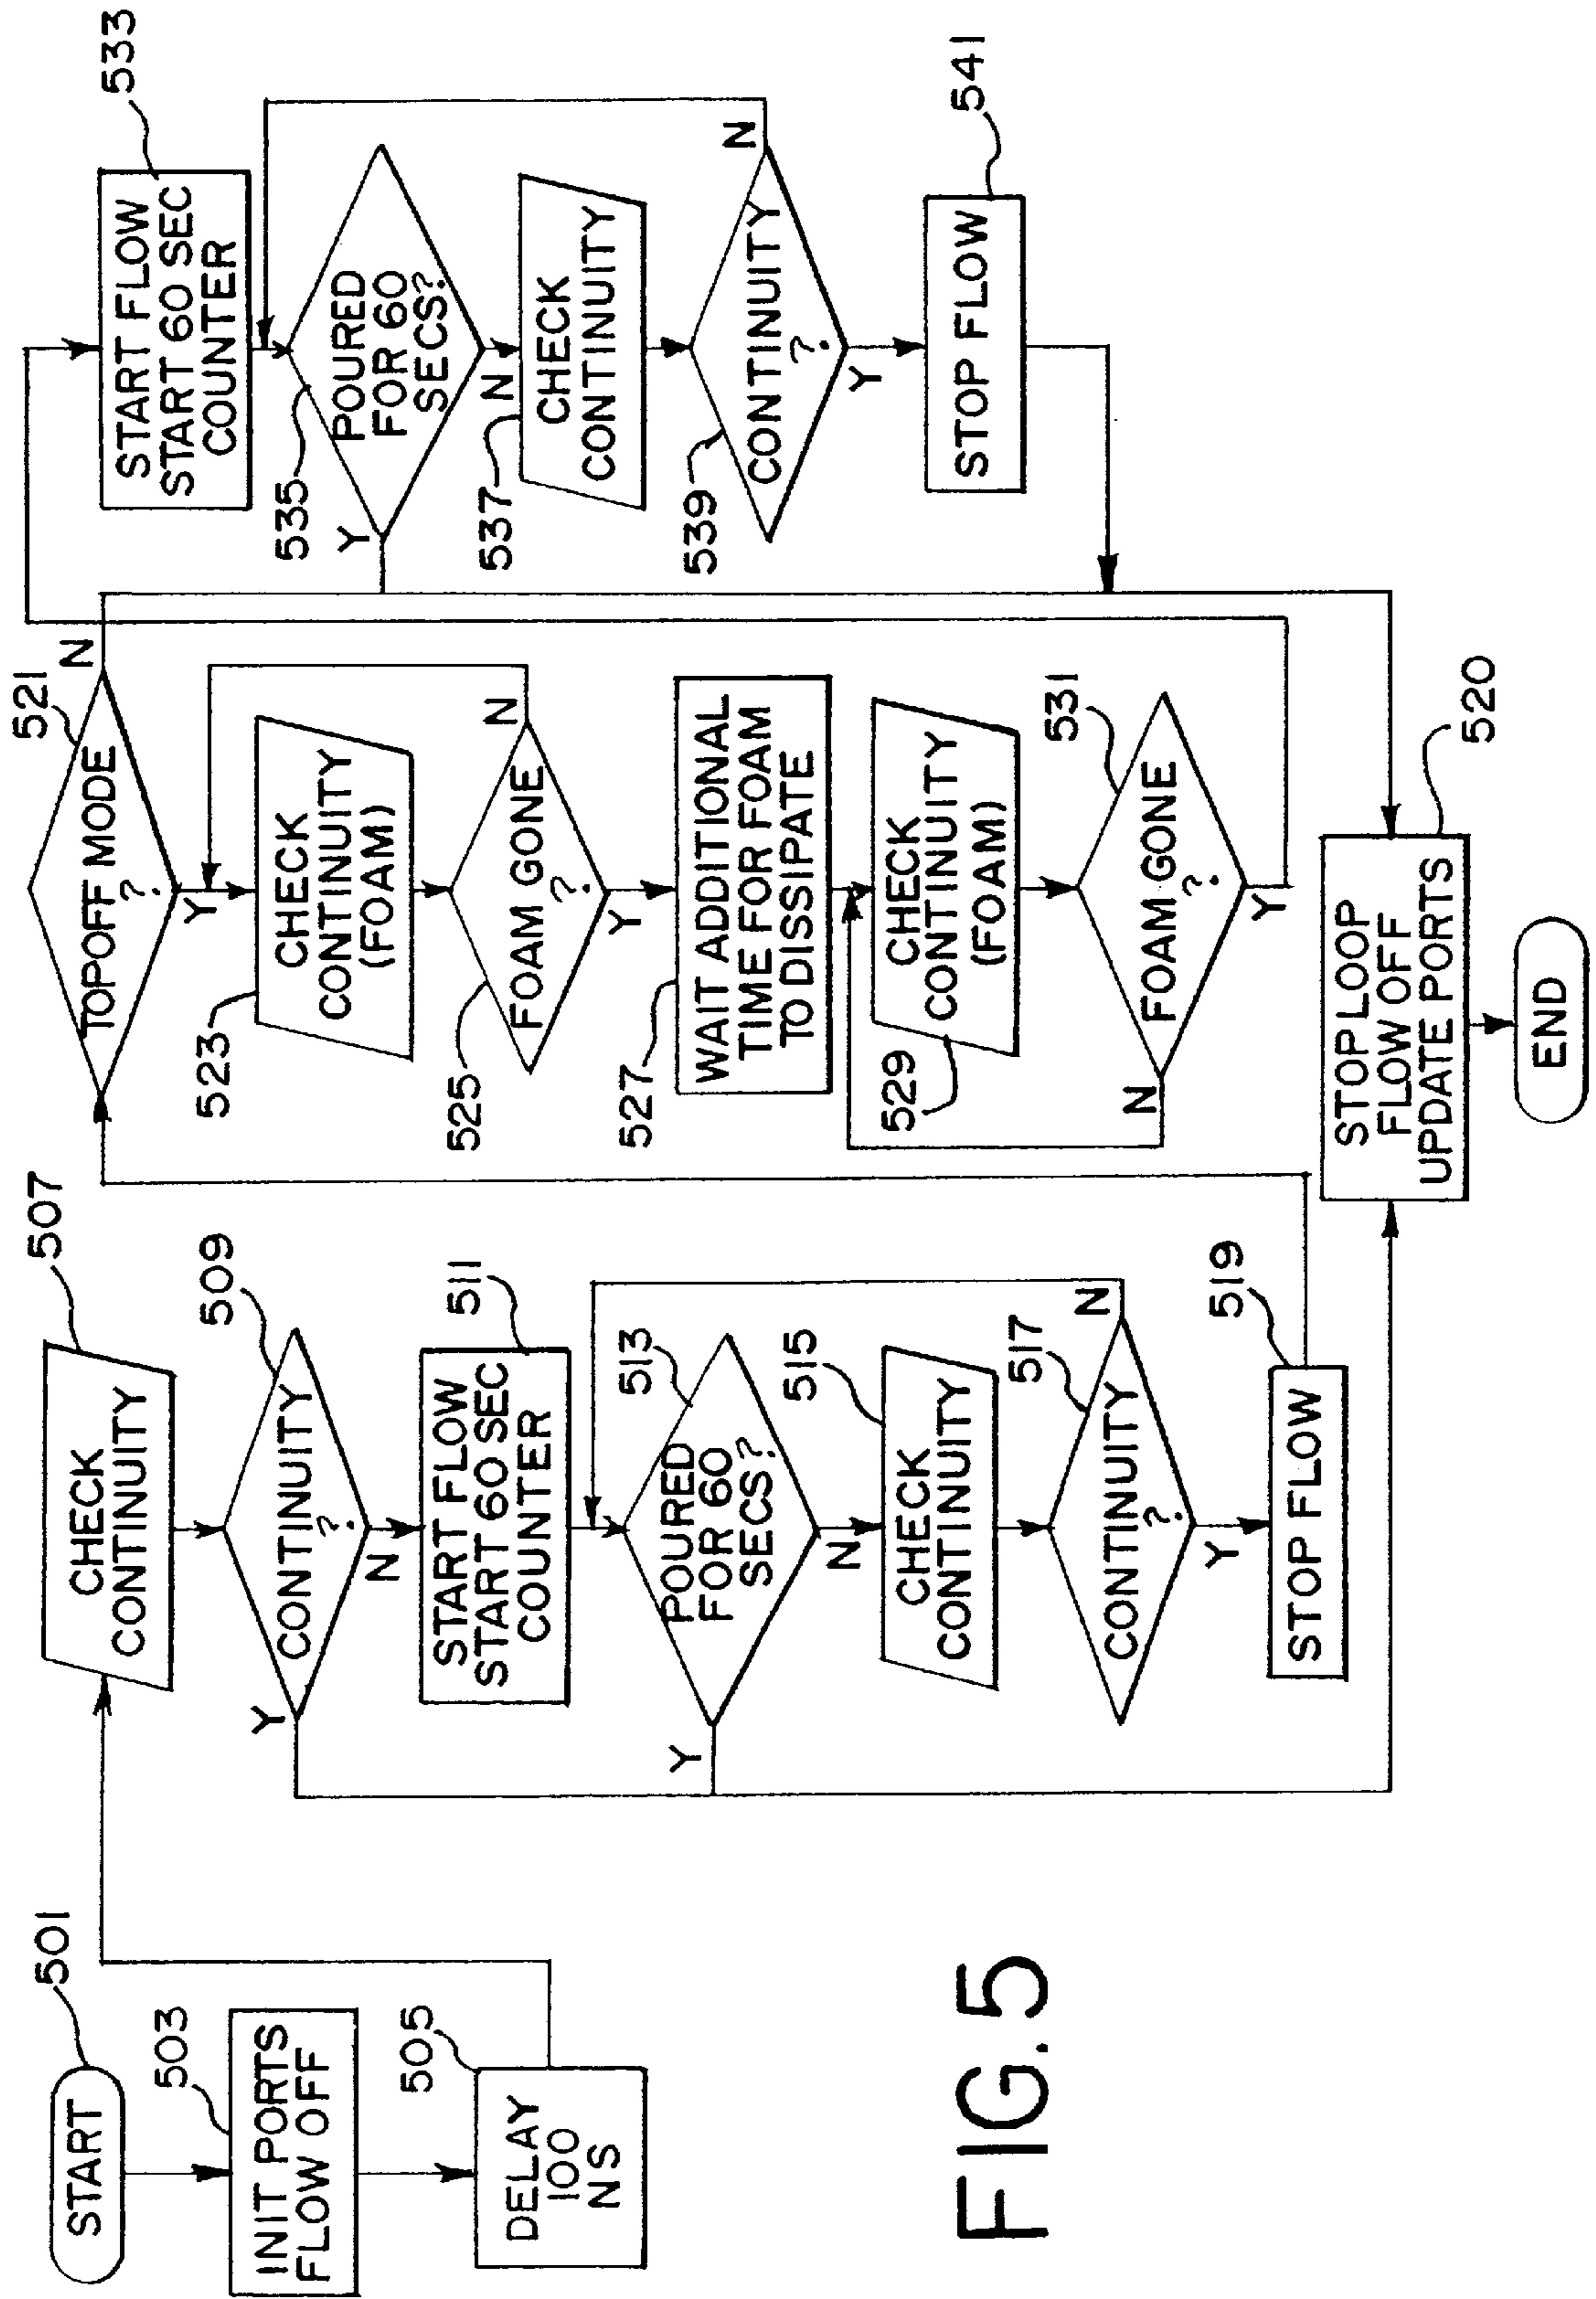 START
501
INIT PORTS
FLOW OFF
503
DELAY
100
NS
505
CHECK
CONTINUITY
507
CONTINUITY
?
509
Y
N
START FLOW
START 60 SEC
COUNTER
511
POURED
FOR 60
SECS?
513
Y
N
CHECK
CONTINUITY
515
CONTINUITY
?
517
N
Y
STOP FLOW
519
TOPOFF MODE
?
521
N
Y
CHECK
CONTINUITY
(FOAM)
523
FOAM GONE
?
525
N
Y
WAIT ADDITIONAL
TIME FOR FOAM
TO DISSIPATE
527
CHECK
CONTINUITY
(FOAM)
529
FOAM GONE
?
531
N
Y
START FLOW
START 60 SEC
COUNTER
533
POURED
FOR 60
SECS?
535
Y
N
CHECK
CONTINUITY
537
CONTINUITY
?
539
N
Y
STOP FLOW
541
STOP LOOP
FLOW OFF
UPDATE PORTS
520
END
FIG.5